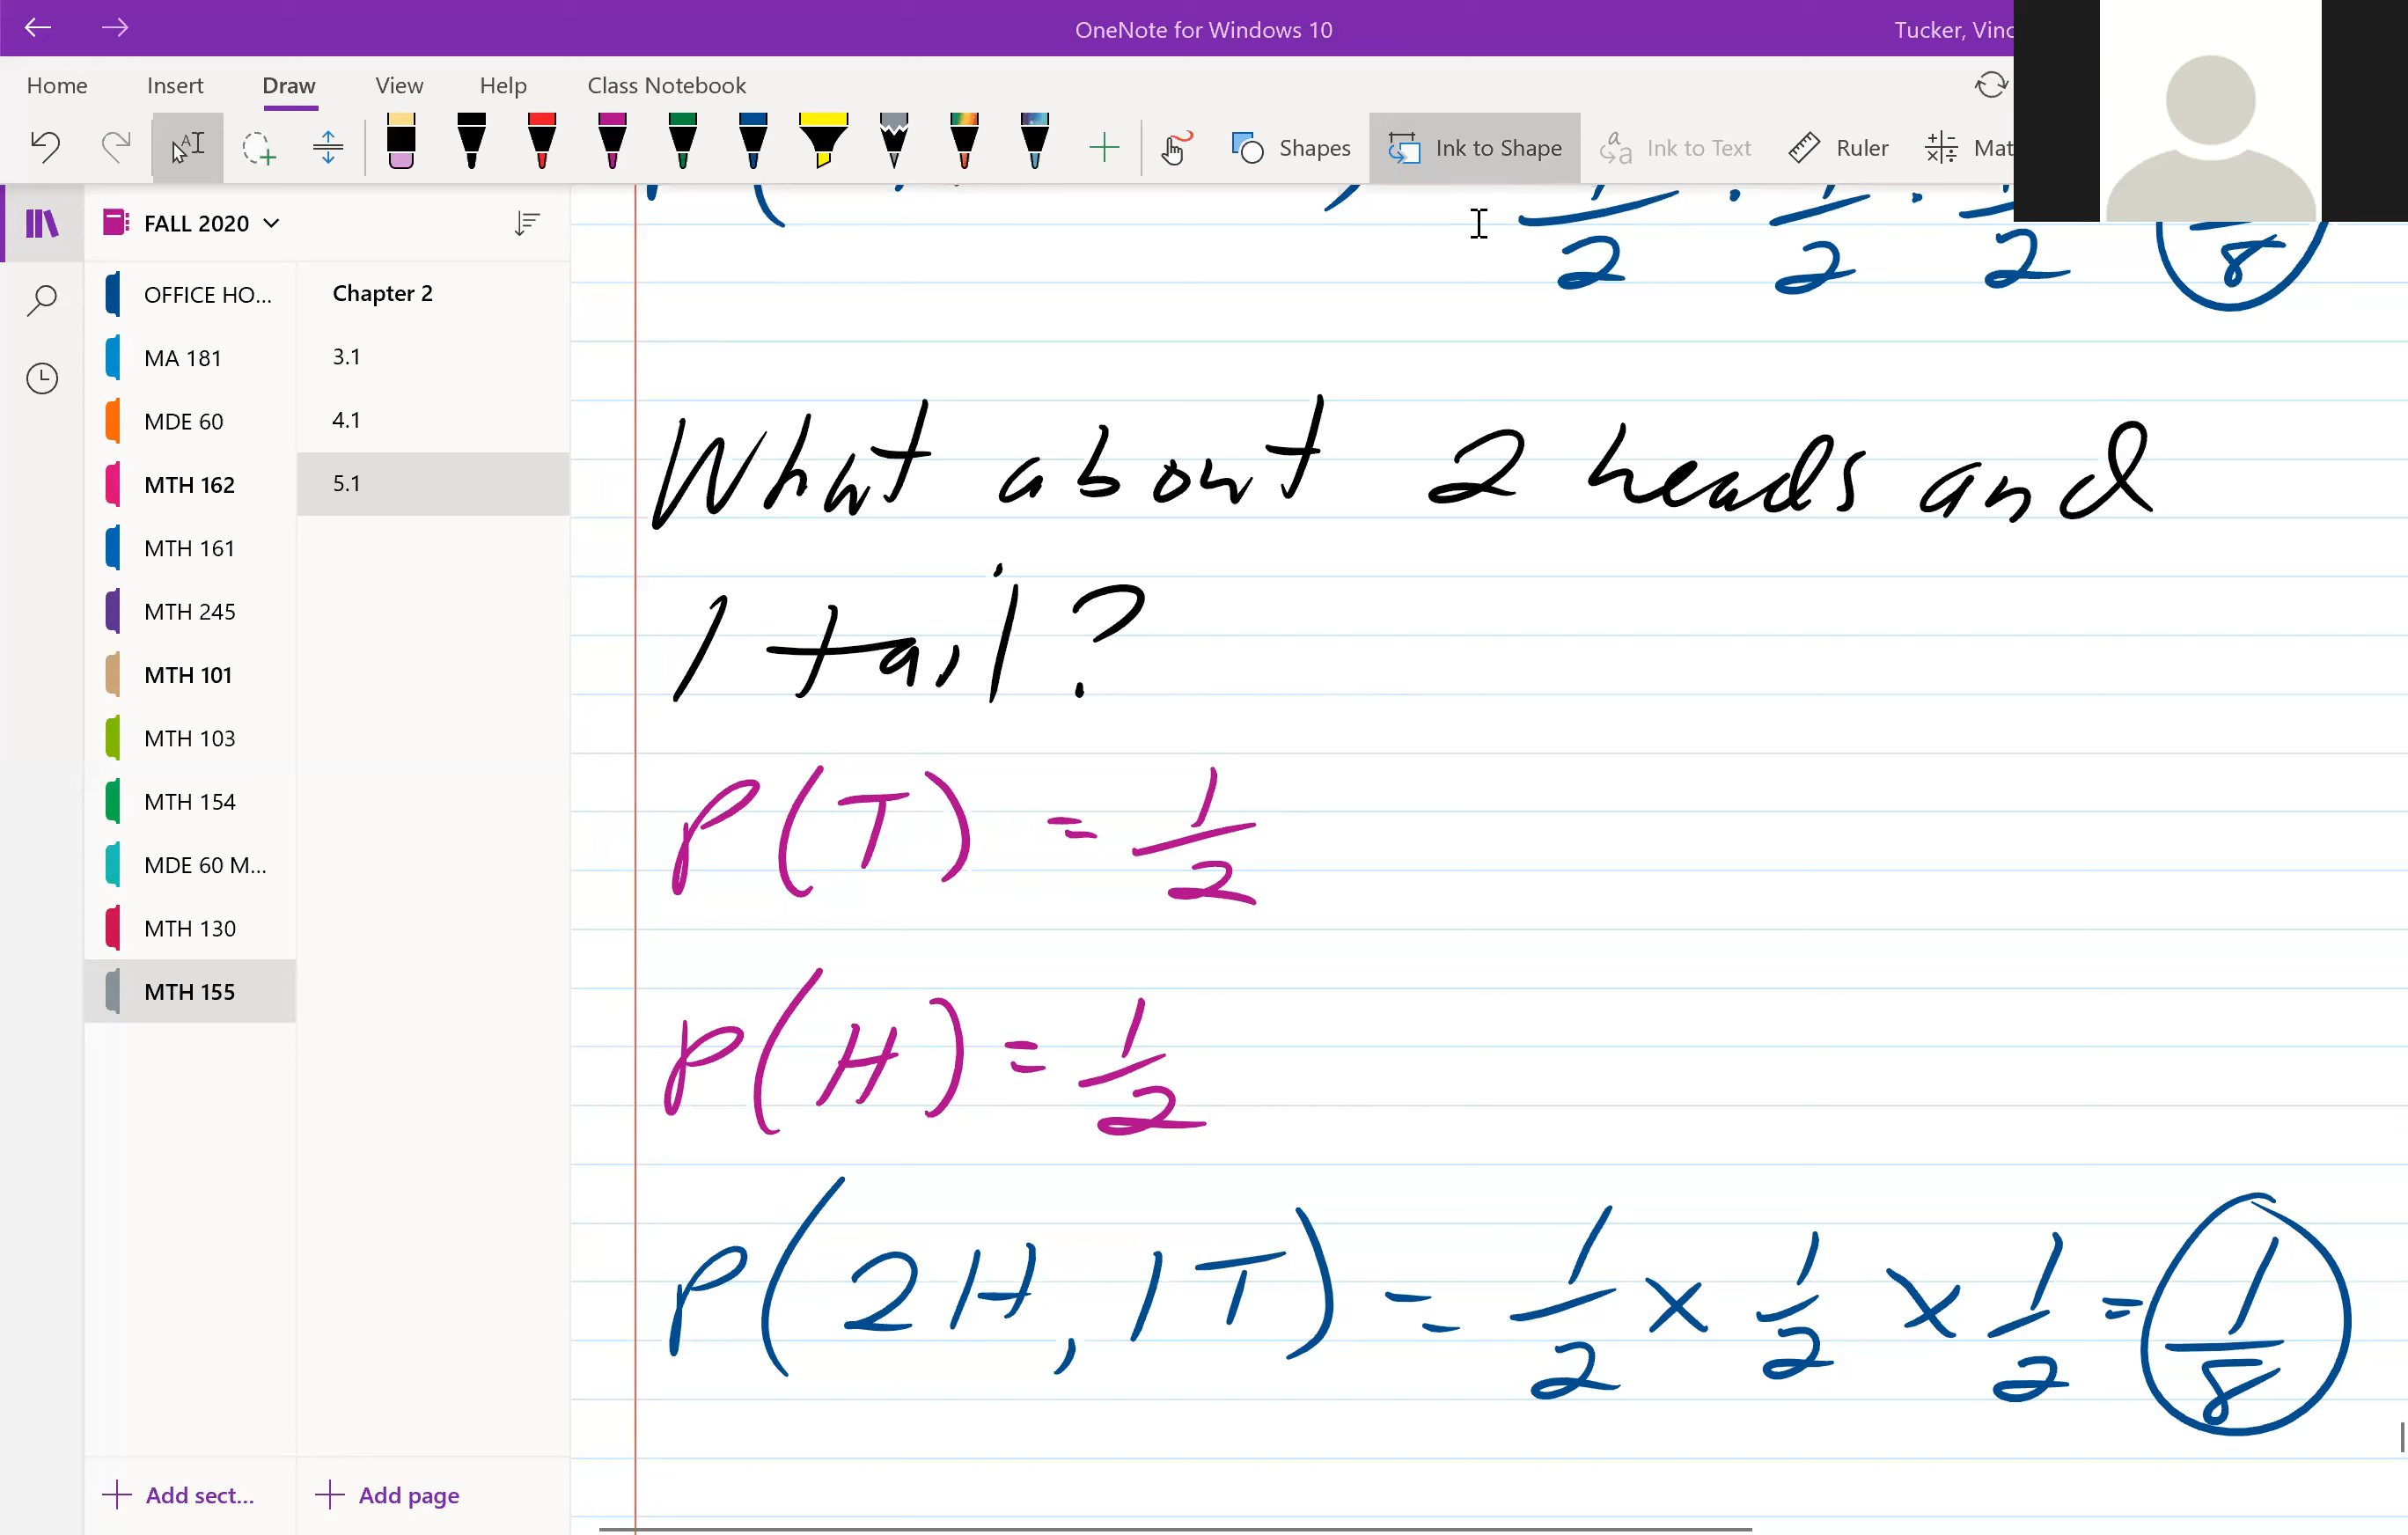 OneNote for Windows 10
Tucker, Vinc
Home Insert Draw View Help Class Notebook
Shapes Ink to Shape Ink to Text Ruler Mat
FALL 2020
OFFICE HO...
MA 181
MDE 60
MTH 162
MTH 161
MTH 245
MTH 101
MTH 103
MTH 154
MDE 60 M...
MTH 130
MTH 155
Add sect...
Chapter 2
3.1
4.1
5.1
Add page
What about 2 heads and
1 tail?
P(T) = 1/2
P(H) = 1/2
P(2H, 1T) = 1/2 × 1/2 × 1/2 = 1/8